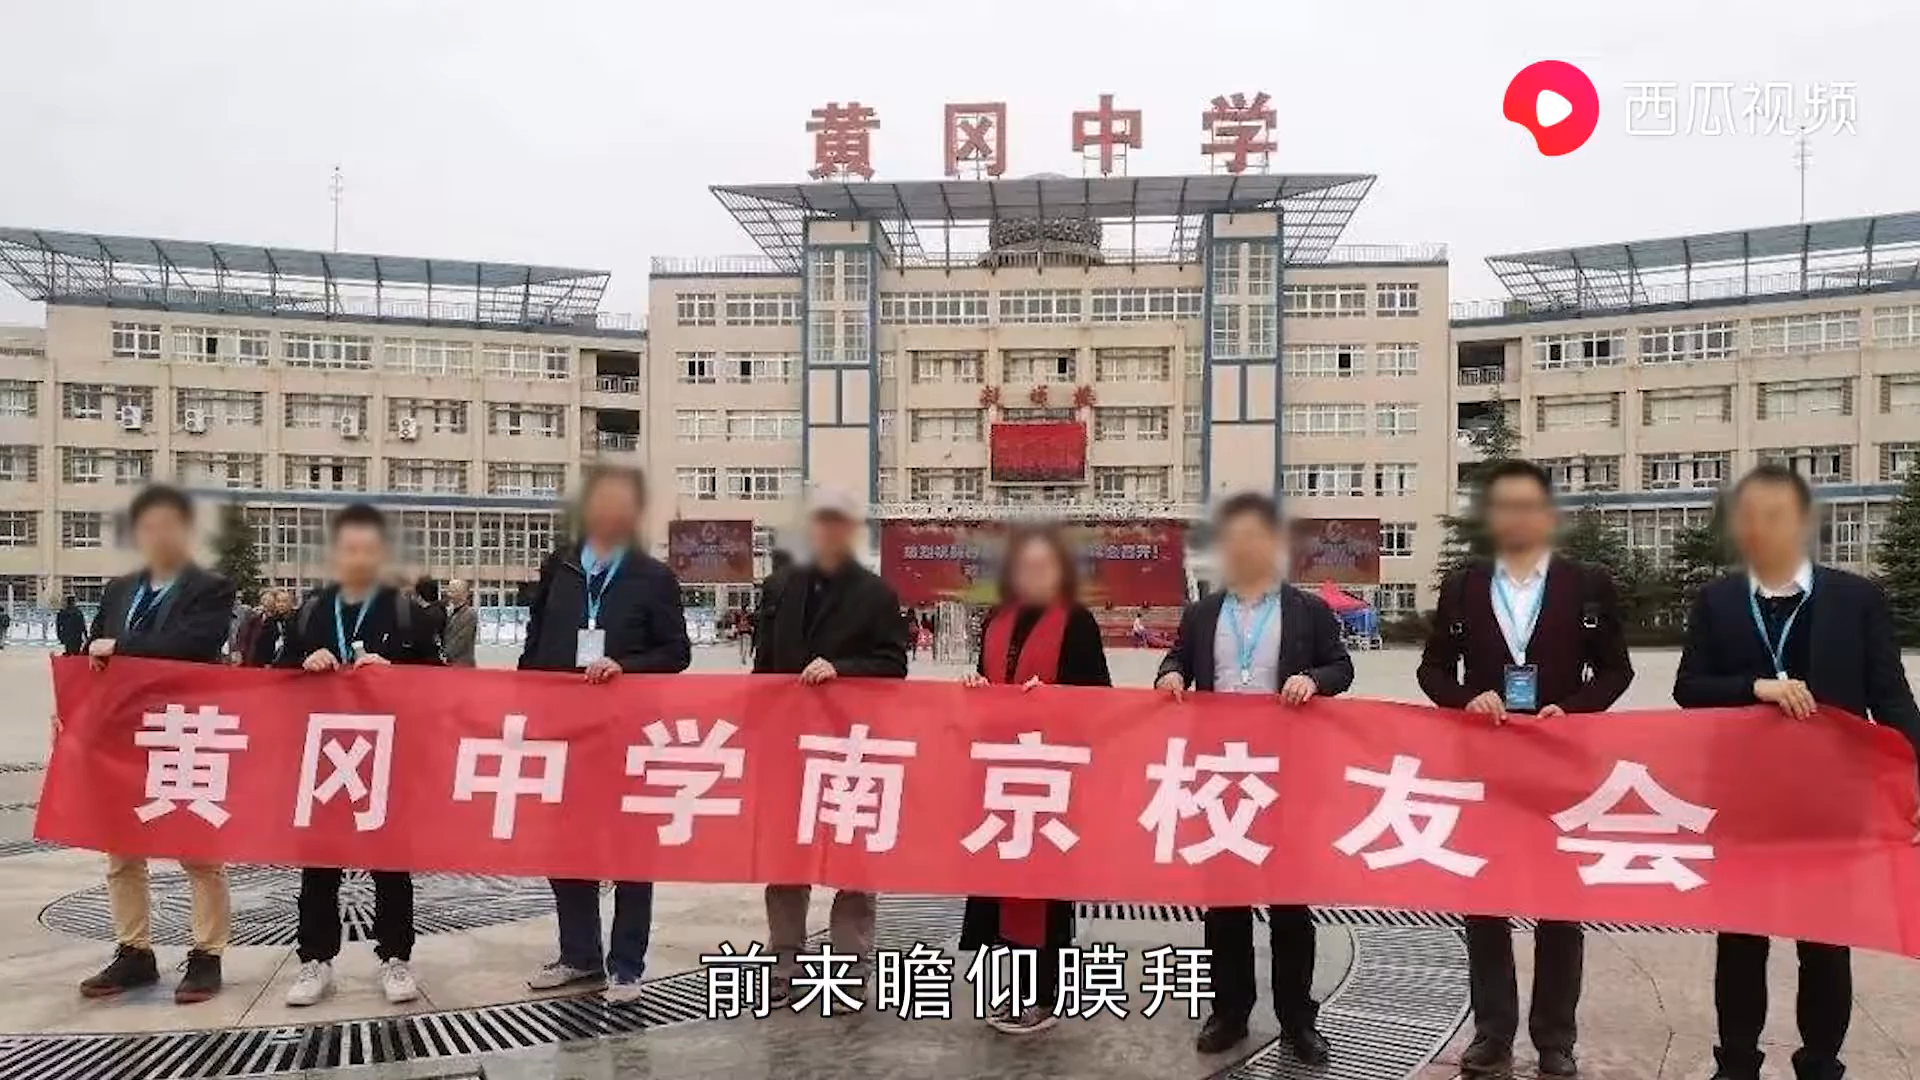 西瓜视频
黄冈中学
黄冈中学南京校友会
前来瞻仰膜拜